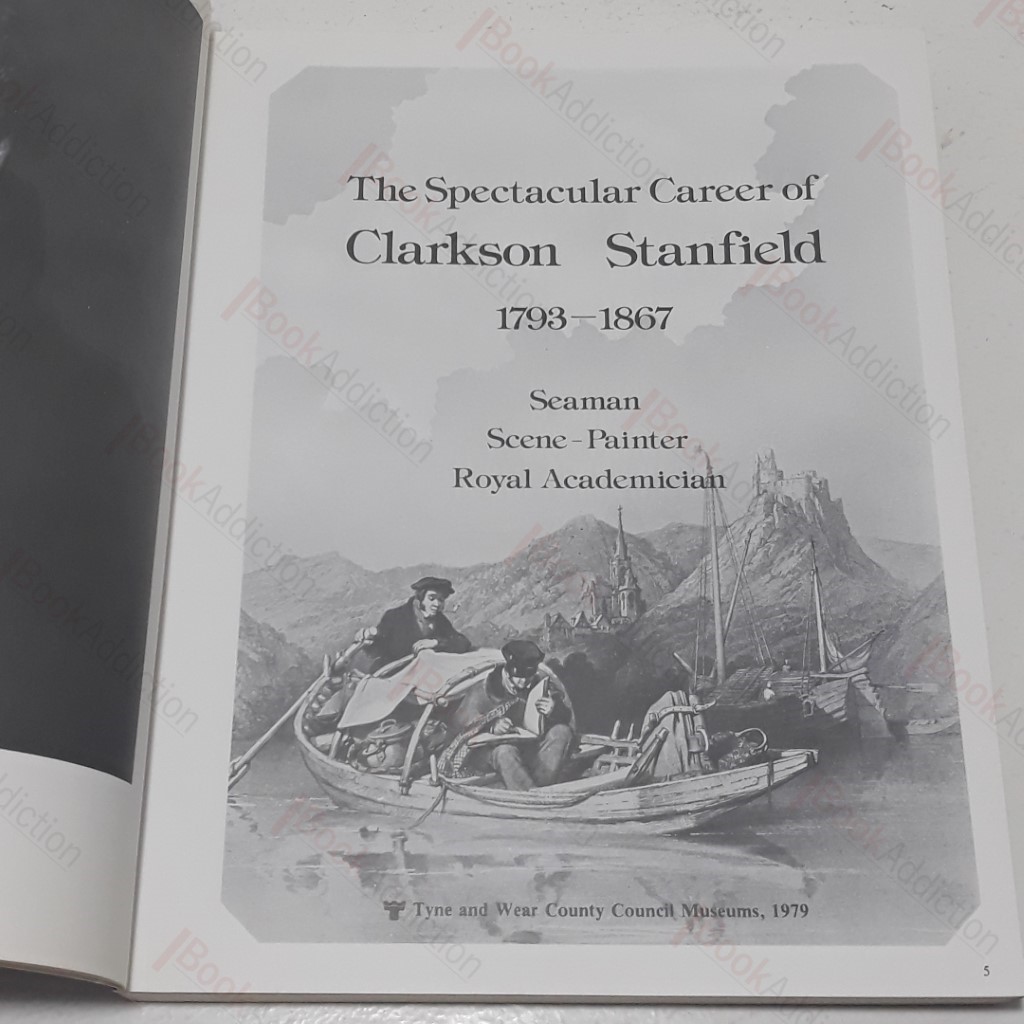 The Spectacular Career of
Clarkson Stanfield
1793–1867
Seaman
Scene-Painter
Royal Academician
Tyne and Wear County Council Museums, 1979
5
BookAddiction